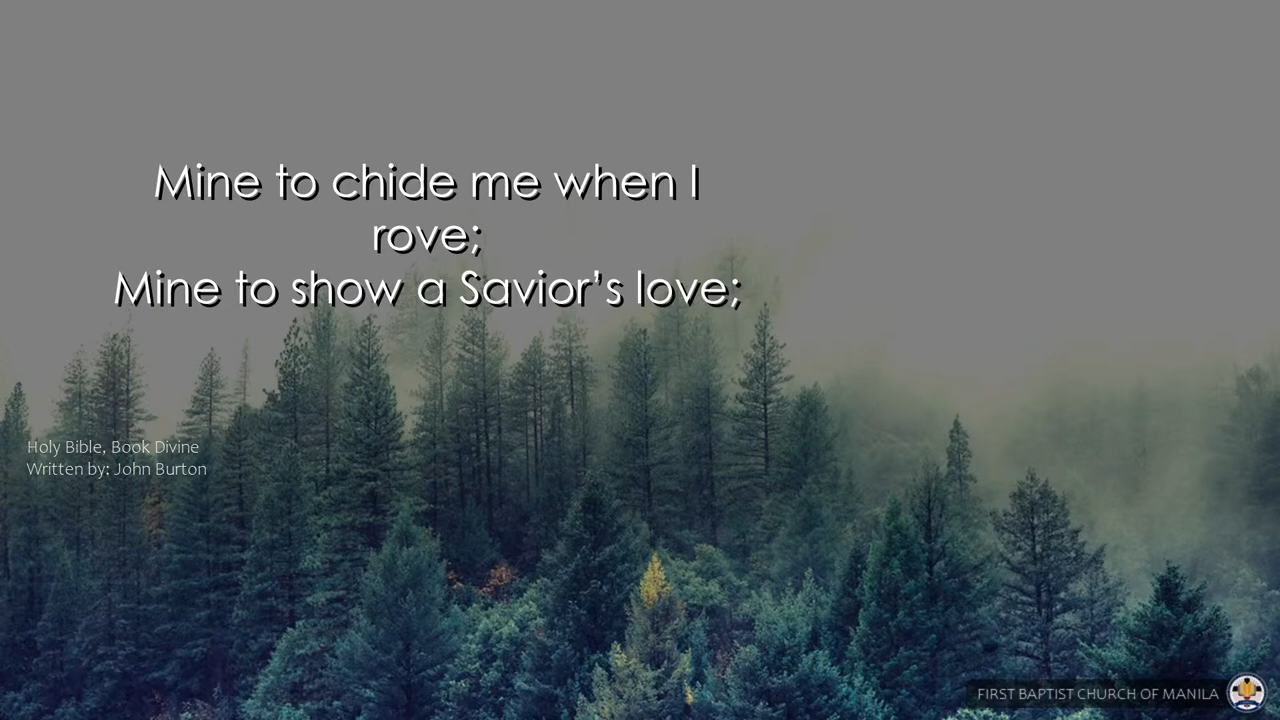 Mine to chide me when I
rove;
Mine to show a Savior’s love;
Holy Bible, Book Divine
Written by: John Burton
FIRST BAPTIST CHURCH OF MANILA